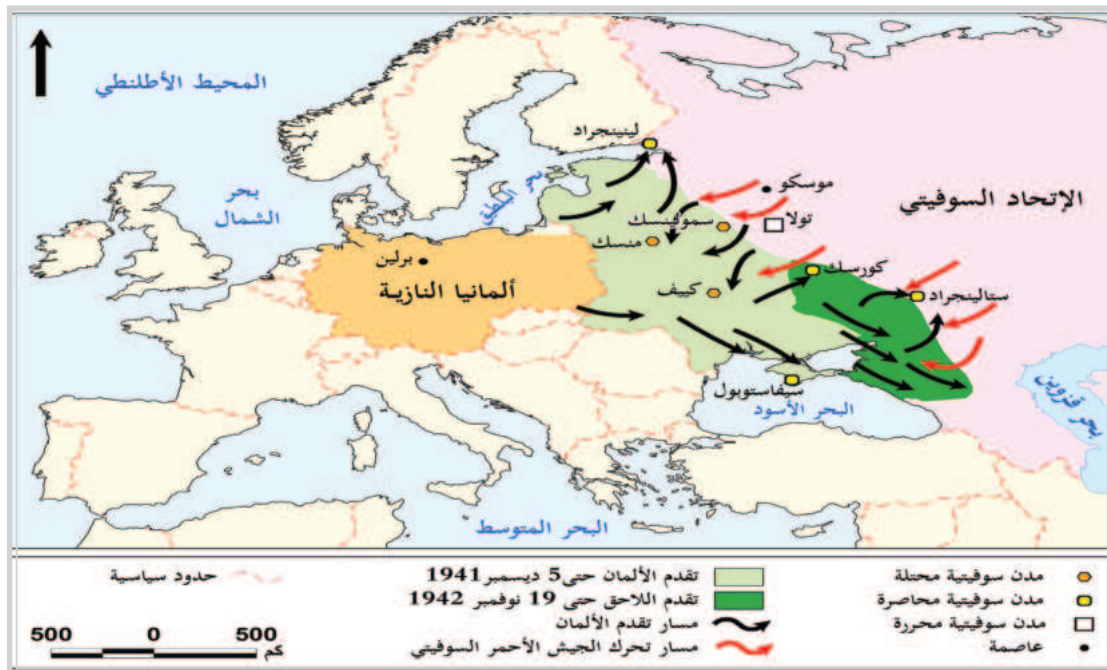 المحيط الأطلنطي
لينينجراد
موسكو
بحر البلطق
بحر
الشمال
الإتحاد السوفيتي
تولا
سمولينسك
منسك
برلين
كورسك
ألمانيا النازية
كييف
ستالينجراد
سيفاستوبول
البحر الأسود
بحر قزوين
البحر المتوسط
مدن سوفيتية محتلة
مدن سوفيتية محاصرة
مدن سوفيتية محررة
عاصمة
تقدم الألمان حتى 5 ديسمبر 1941
تقدم اللاحق حتى 19 نوفمبر 1942
مسار تقدم الألمان
مسار تحرك الجيش الأحمر السوفيتي
حدود سياسية
500 0 500
كم